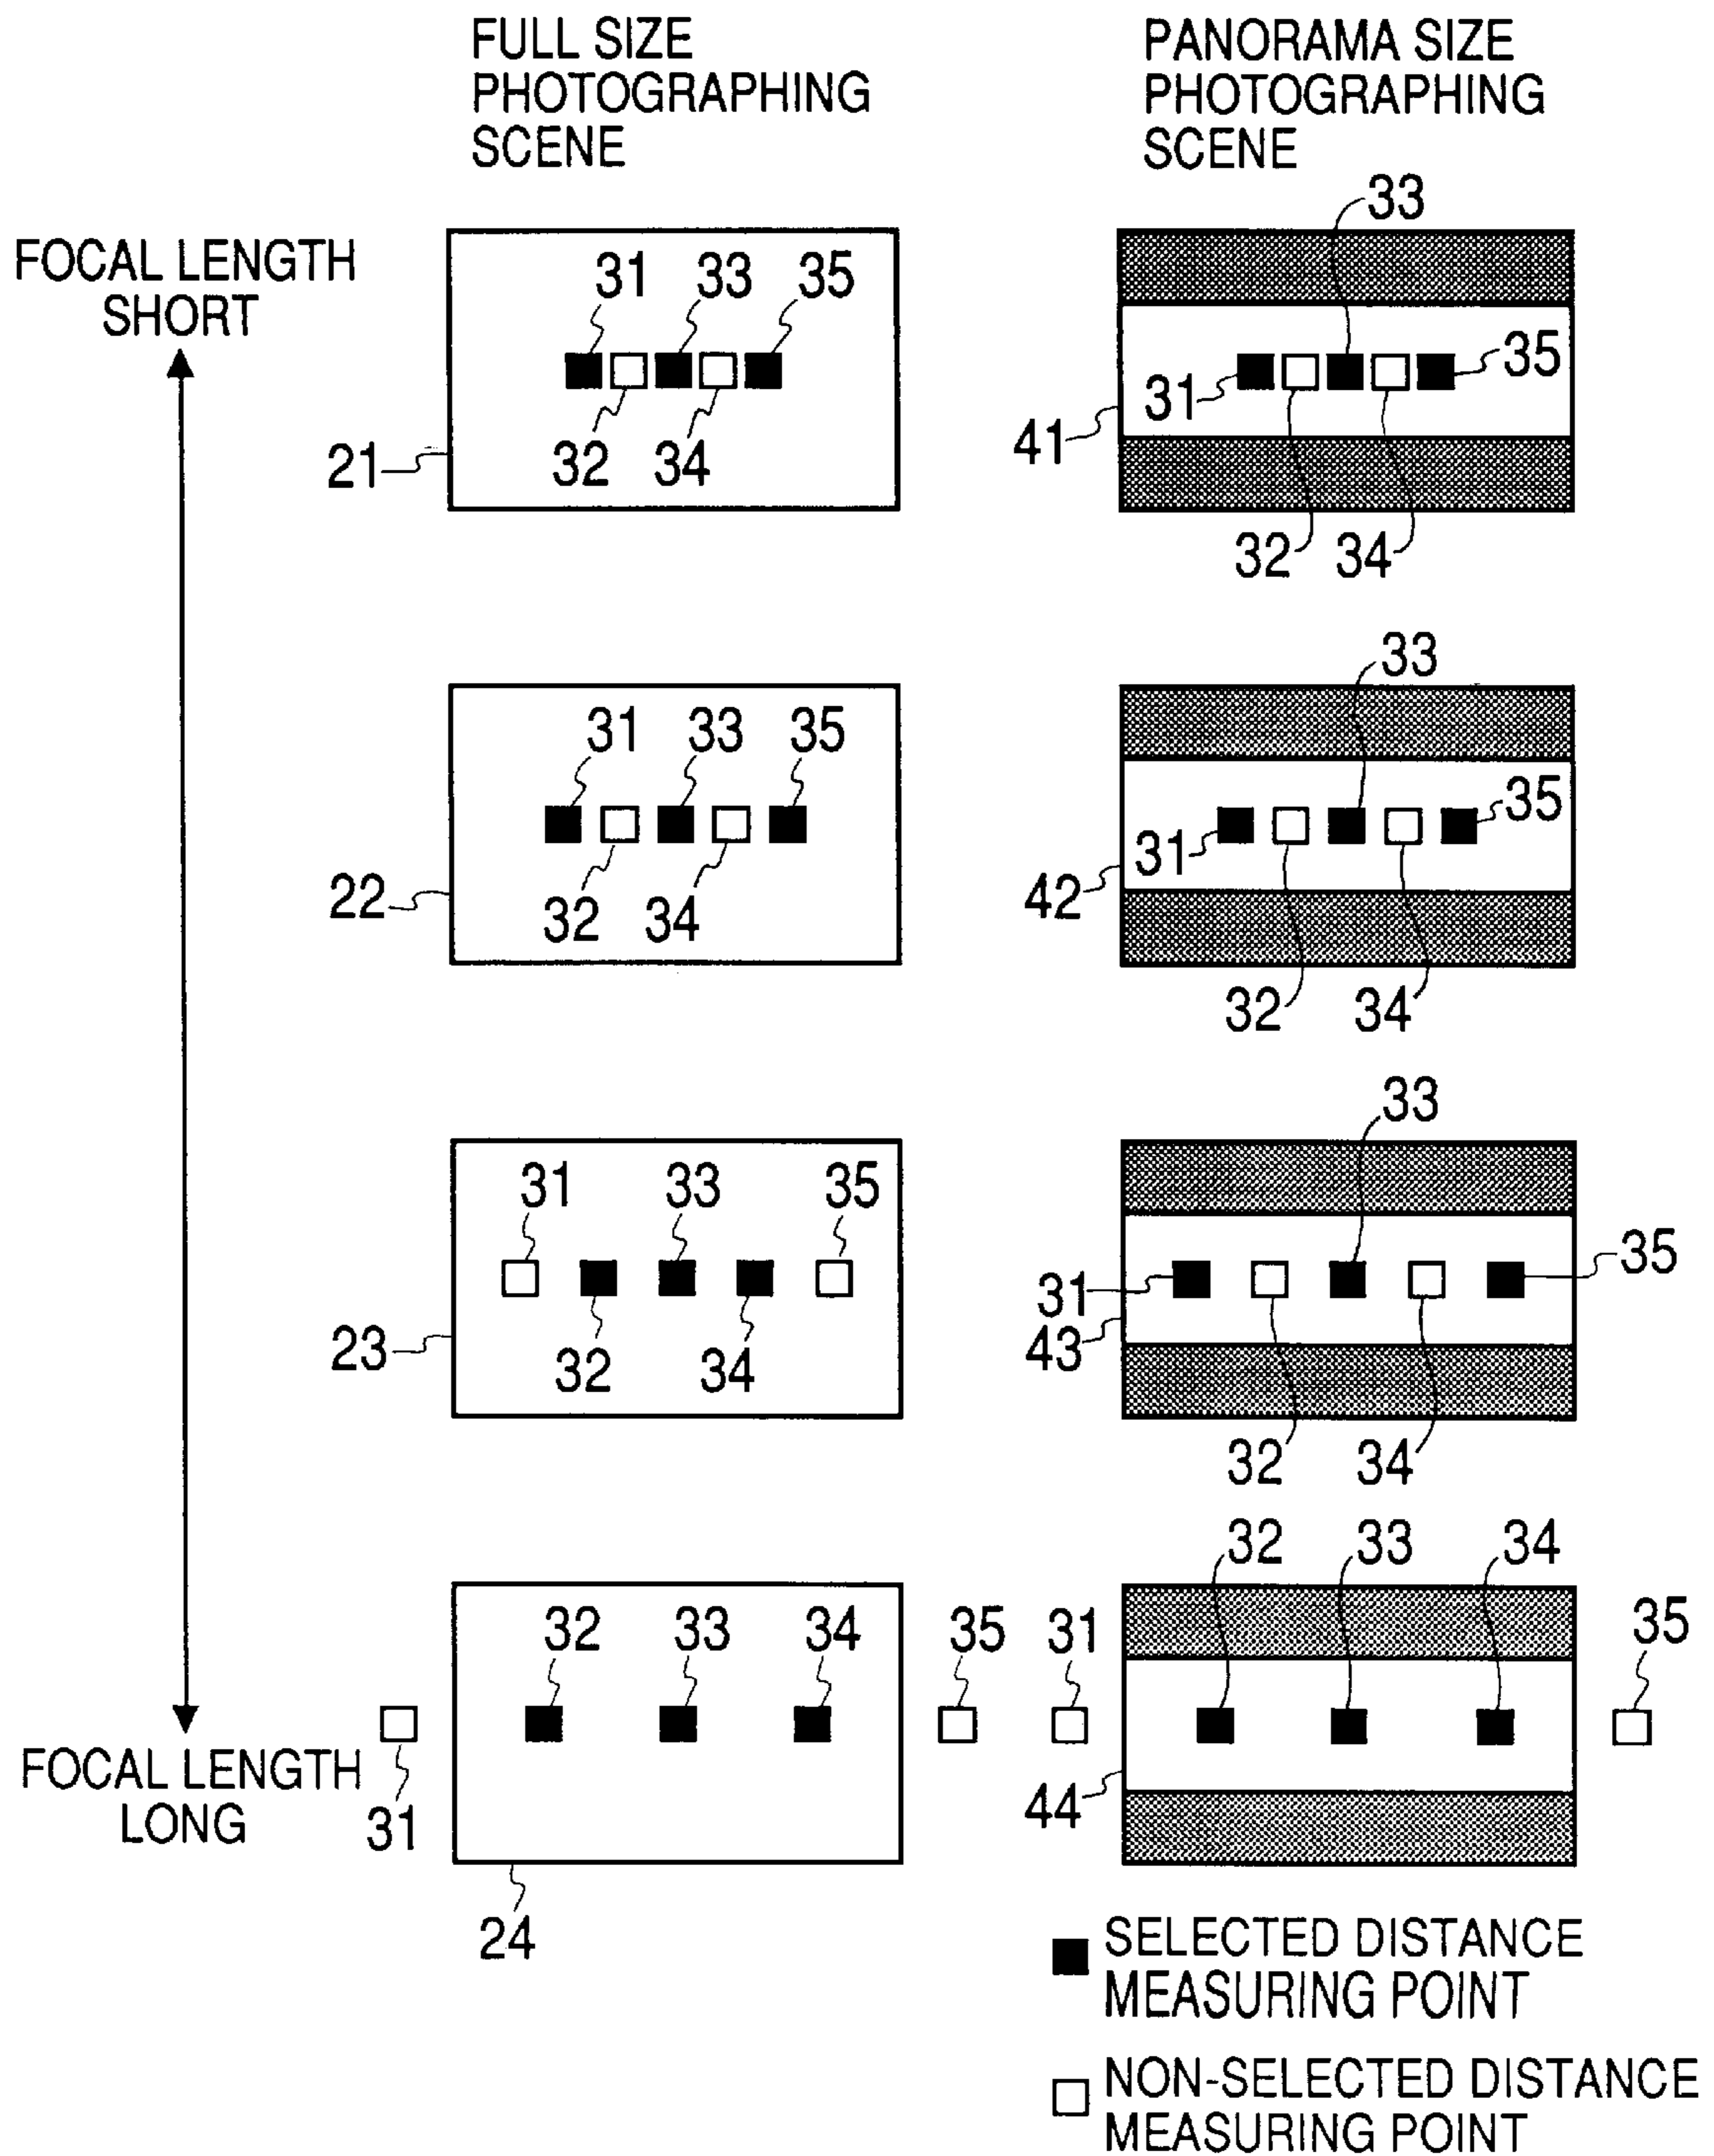 FULL SIZE
PHOTOGRAPHING
SCENE
PANORAMA SIZE
PHOTOGRAPHING
SCENE
FOCAL LENGTH
SHORT
31 33 35
32 34
21
33
31
35
41
32 34
31 33 35
32 34
22
33
35
31
42
32 34
31 33 35
32 34
23
33
35
31
43
32 34
32 33 34
35
31
24
31
32 33 34
35
44
FOCAL LENGTH
LONG
SELECTED DISTANCE
MEASURING POINT
NON-SELECTED DISTANCE
MEASURING POINT